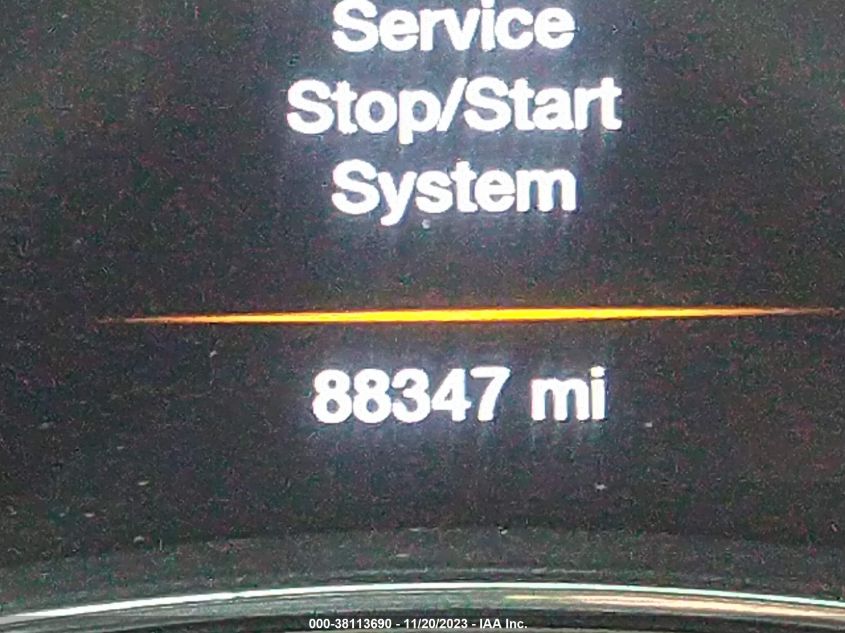 Service
Stop/Start
System
88347 mi
000-38113690 - 11/20/2023 - IAA Inc.